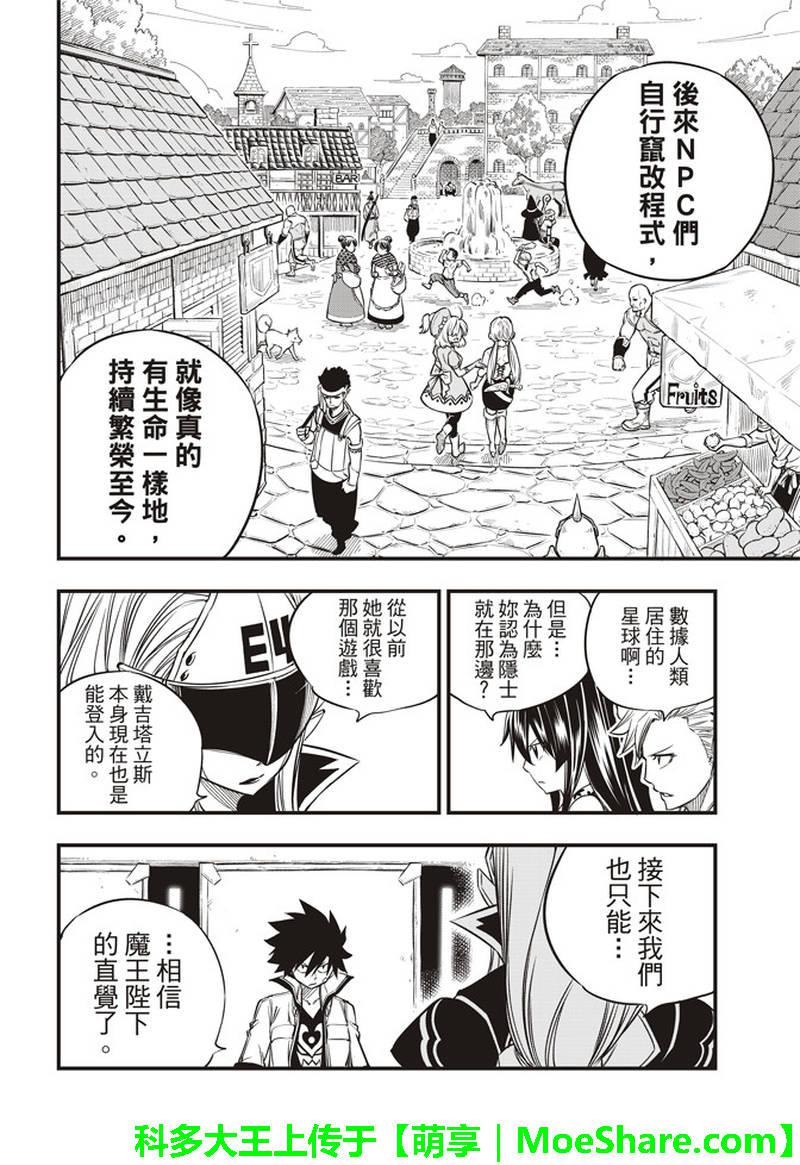 後來NPC們
自行竄改程式，
就像真的
有生命一樣地，
持續繁榮至今。
BAR
Fruits
數據人類
居住的
星球啊…
但是…
為什麼
妳認為隱士
就在那邊？
從以前
她就很喜歡
那個遊戲…
E4
戴吉塔立斯
本身現在也是
能登入的。
接下來我們
也只能…
…相信
魔王陛下
的直覺了。
科多大王上传于【萌享｜MoeShare.com】